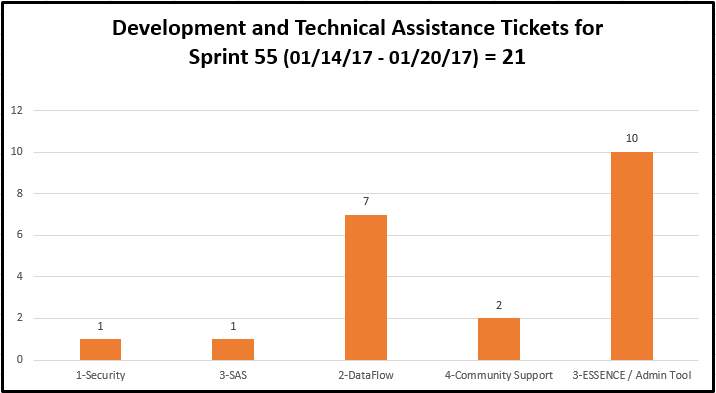 Development and Technical Assistance Tickets for
Sprint 55 (01/14/17 - 01/20/17) = 21
12
10
8
6
4
2
0
1
1
7
2
10
1-Security
3-SAS
2-DataFlow
4-Community Support
3-ESSENCE / Admin Tool